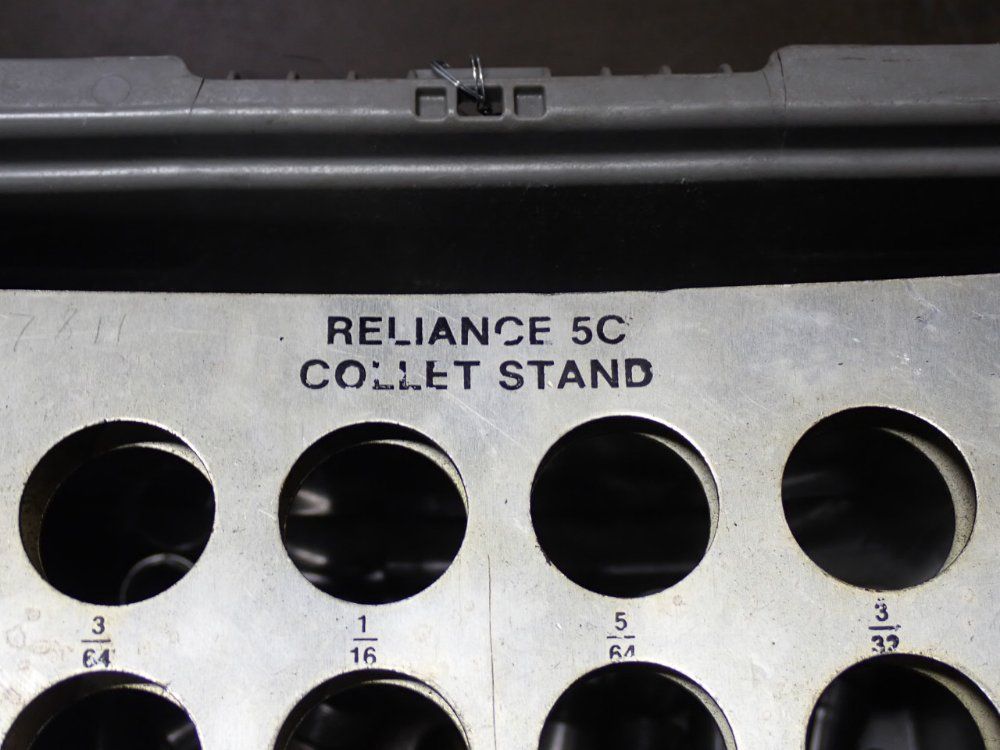 RELIANCE 5C
COLLET STAND
3/64 1/16 5/64 3/32